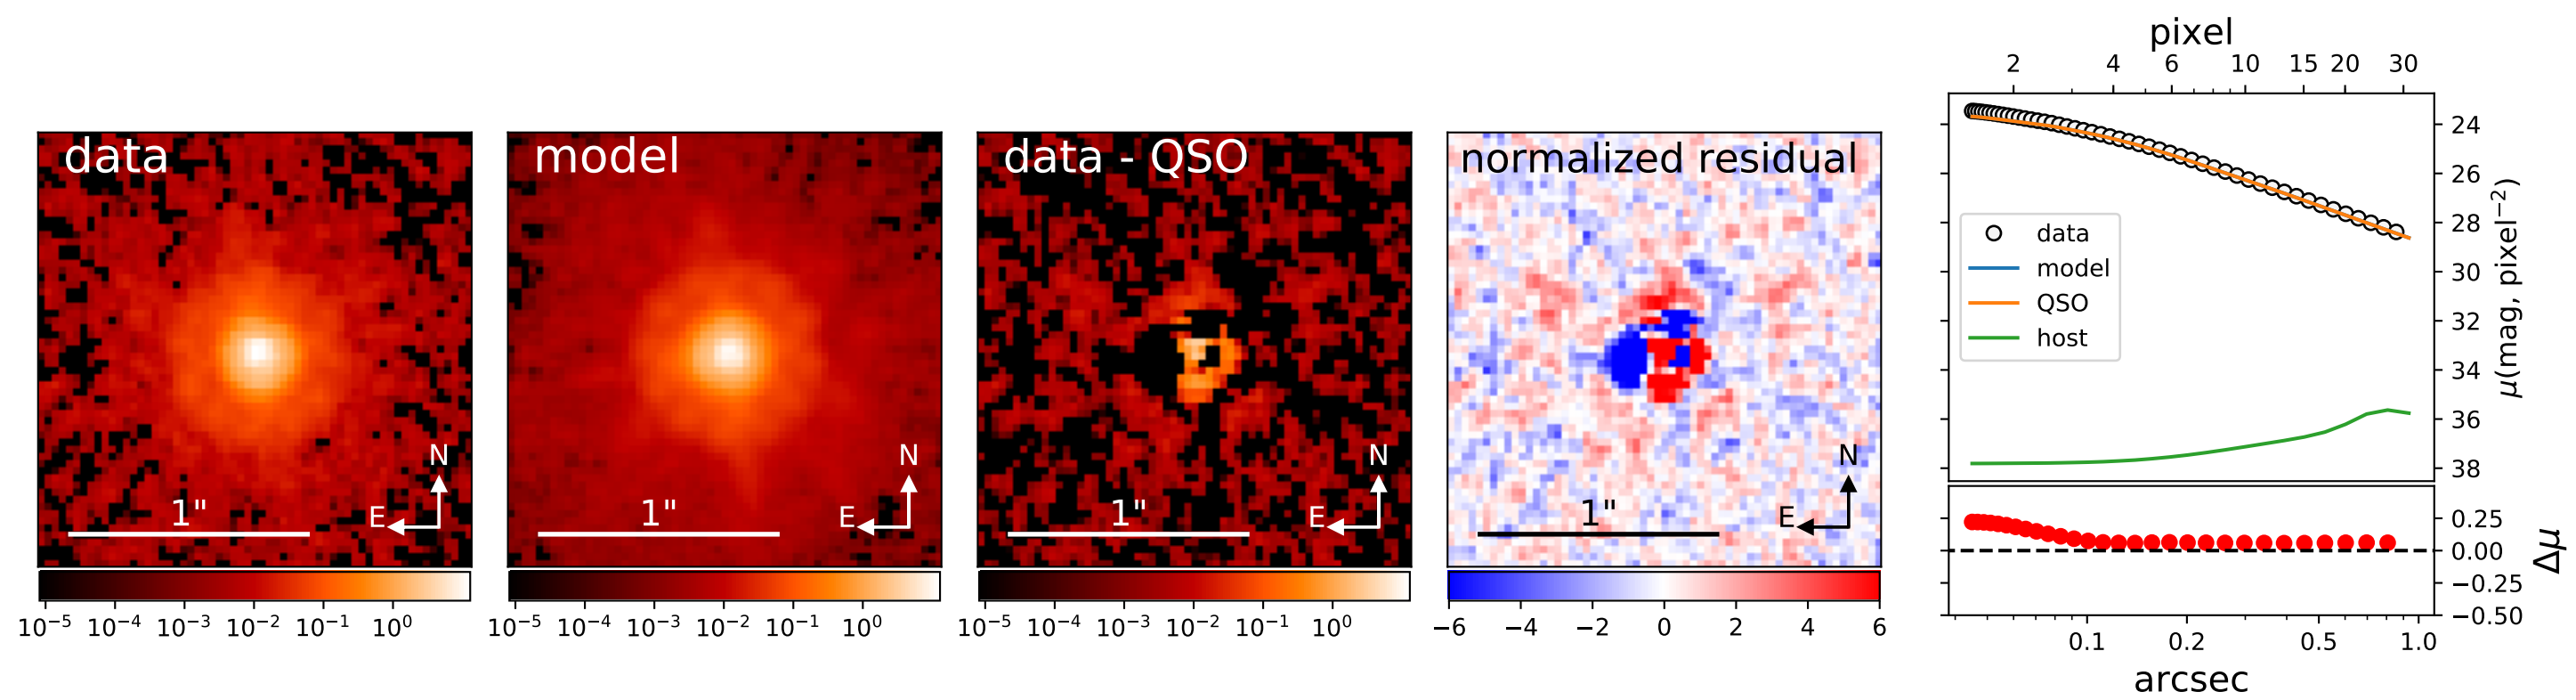 data
N
E
1"
10⁻⁵ 10⁻⁴ 10⁻³ 10⁻² 10⁻¹ 10⁰
model
N
E
1"
10⁻⁵ 10⁻⁴ 10⁻³ 10⁻² 10⁻¹ 10⁰
data - QSO
N
E
1"
10⁻⁵ 10⁻⁴ 10⁻³ 10⁻² 10⁻¹ 10⁰
normalized residual
N
E
1"
−6 −4 −2 0 2 4 6
pixel
2 4 6 10 15 20 30
24
26
28
30
32
34
36
38
μ(mag, pixel⁻²)
data
model
QSO
host
0.25
0.00
−0.25
−0.50
Δμ
0.1 0.2 0.5 1.0
arcsec